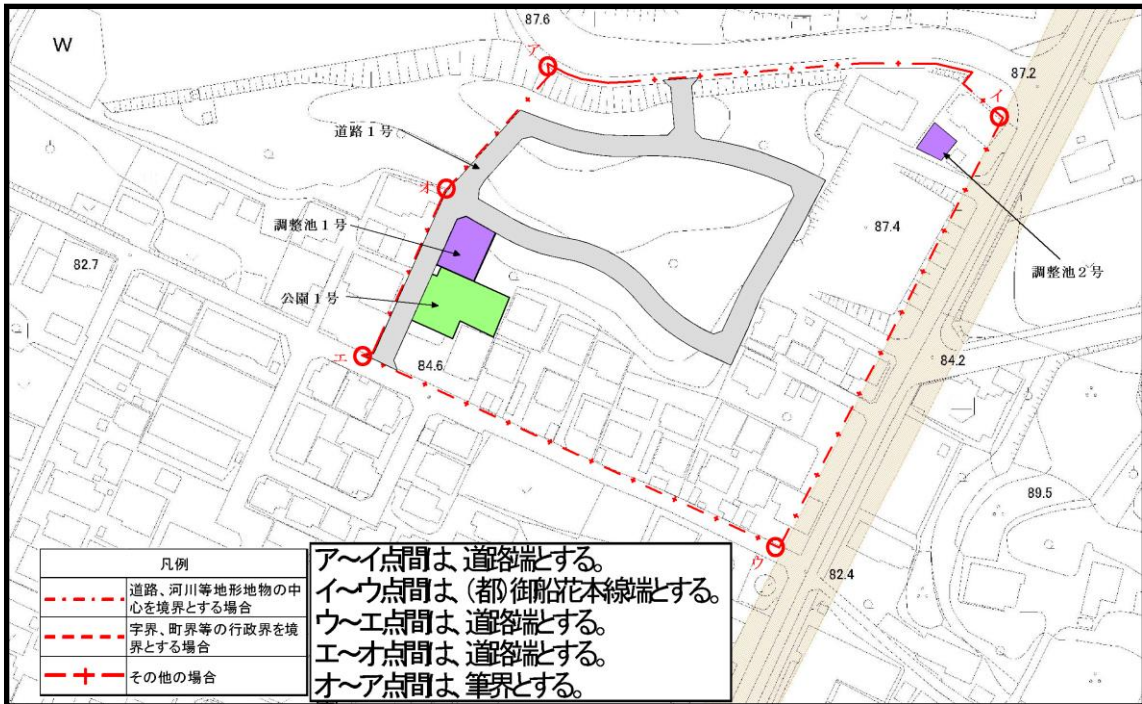 87.6
W
ア
87.2
イ
道路1号
オ
調整池1号
87.4
82.7
調整池2号
公園1号
エ
84.6
84.2
89.5
ウ
82.4
凡例
道路、河川等地形地物の中
心を境界とする場合
字界、町界等の行政界を境
界とする場合
その他の場合
ア～イ点間は、道路端とする。
イ～ウ点間は、(都)御船花本線端とする。
ウ～エ点間は、道路端とする。
エ～オ点間は、道路端とする。
オ～ア点間は、筆界とする。